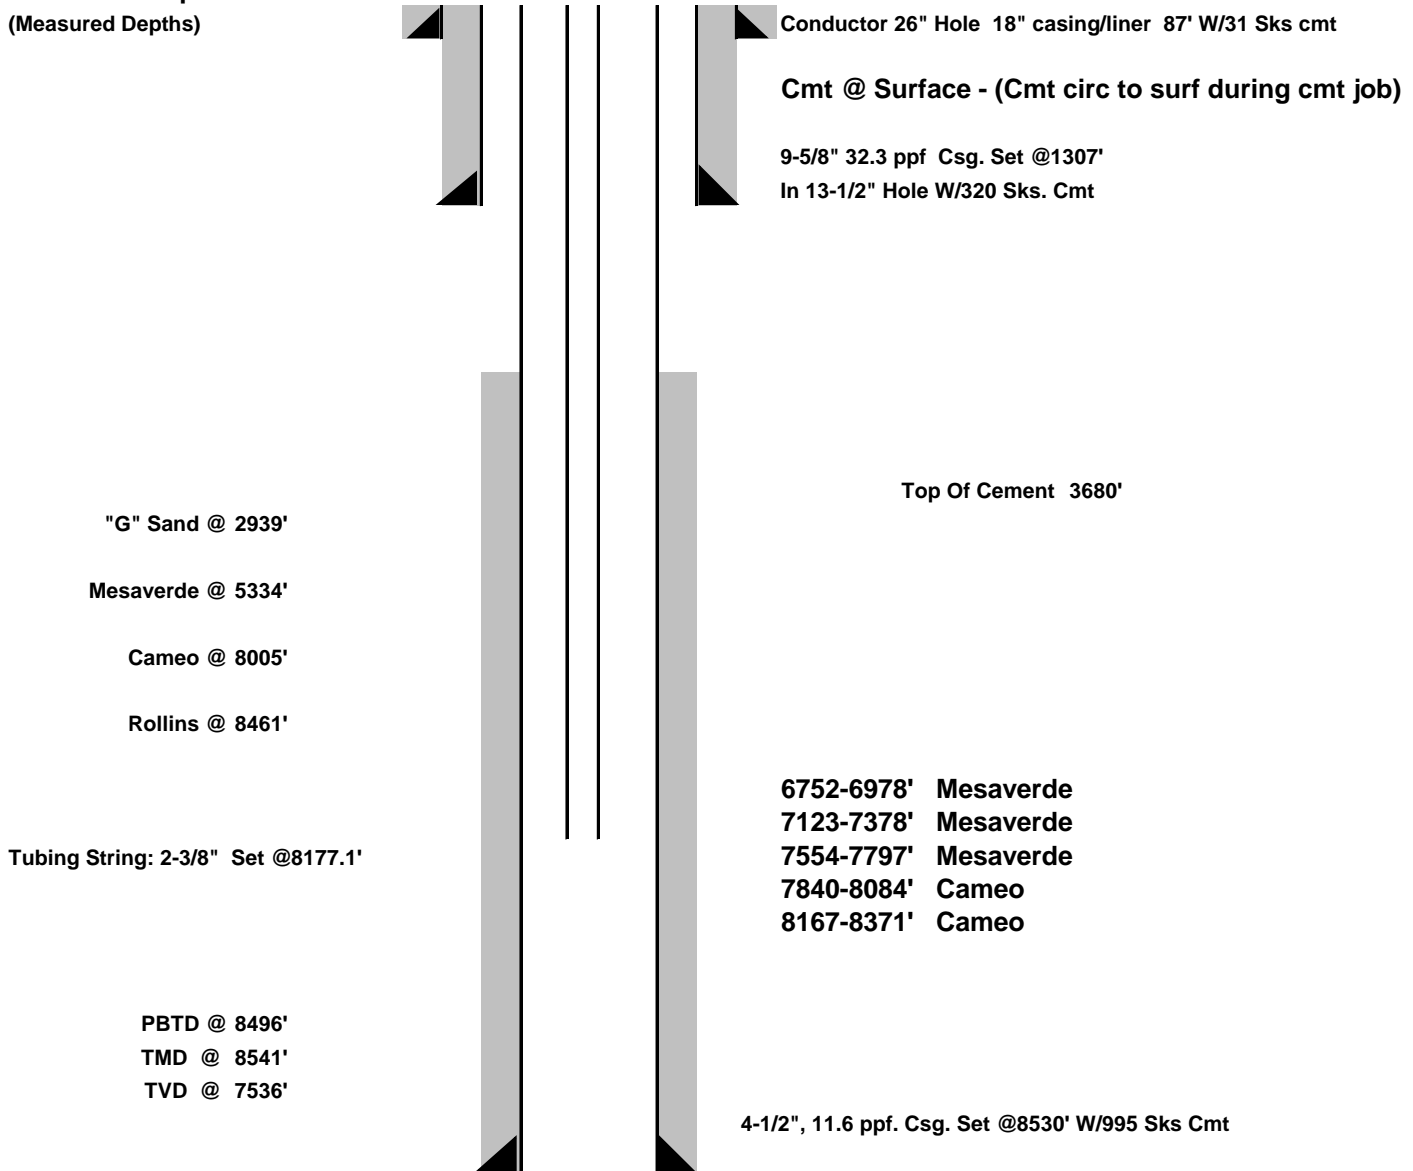 (Measured Depths)
Conductor 26" Hole 18" casing/liner 87' W/31 Sks cmt
Cmt @ Surface - (Cmt circ to surf during cmt job)
9-5/8" 32.3 ppf Csg. Set @1307'
In 13-1/2" Hole W/320 Sks. Cmt
Top Of Cement 3680'
"G" Sand @ 2939'
Mesaverde @ 5334'
Cameo @ 8005'
Rollins @ 8461'
6752-6978' Mesaverde
7123-7378' Mesaverde
Tubing String: 2-3/8" Set @8177.1'
7554-7797' Mesaverde
7840-8084' Cameo
8167-8371' Cameo
PBTD @ 8496'
TMD @ 8541'
TVD @ 7536'
4-1/2", 11.6 ppf. Csg. Set @8530' W/995 Sks Cmt